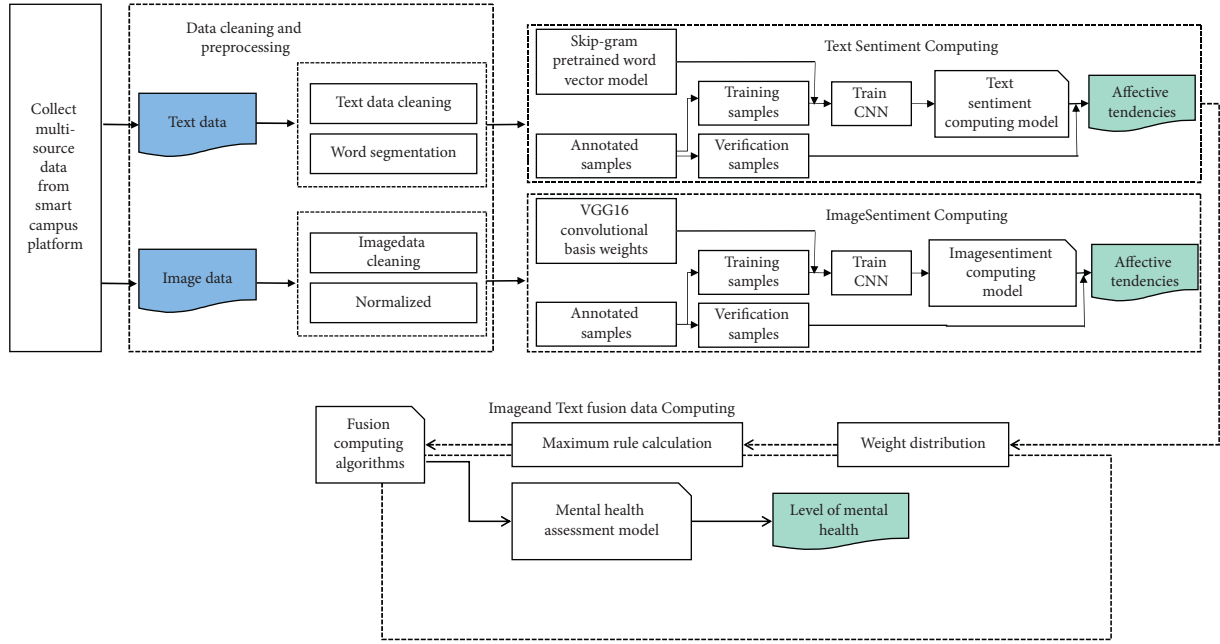 Collect
multi-
source
data
from
smart
campus
platform
Data cleaning and
preprocessing
Text data
Text data cleaning
Word segmentation
Image data
Imagedata
cleaning
Normalized
Text Sentiment Computing
Skip-gram
pretrained word
vector model
Annotated
samples
Training
samples
Verification
samples
Train
CNN
Text
sentiment
computing model
Affective
tendencies
ImageSentiment Computing
VGG16
convolutional
basis weights
Annotated
samples
Training
samples
Verification
samples
Train
CNN
Imagesentiment
computing
model
Affective
tendencies
Imageand Text fusion data Computing
Fusion
computing
algorithms
Maximum rule calculation
Weight distribution
Mental health
assessment model
Level of mental
health